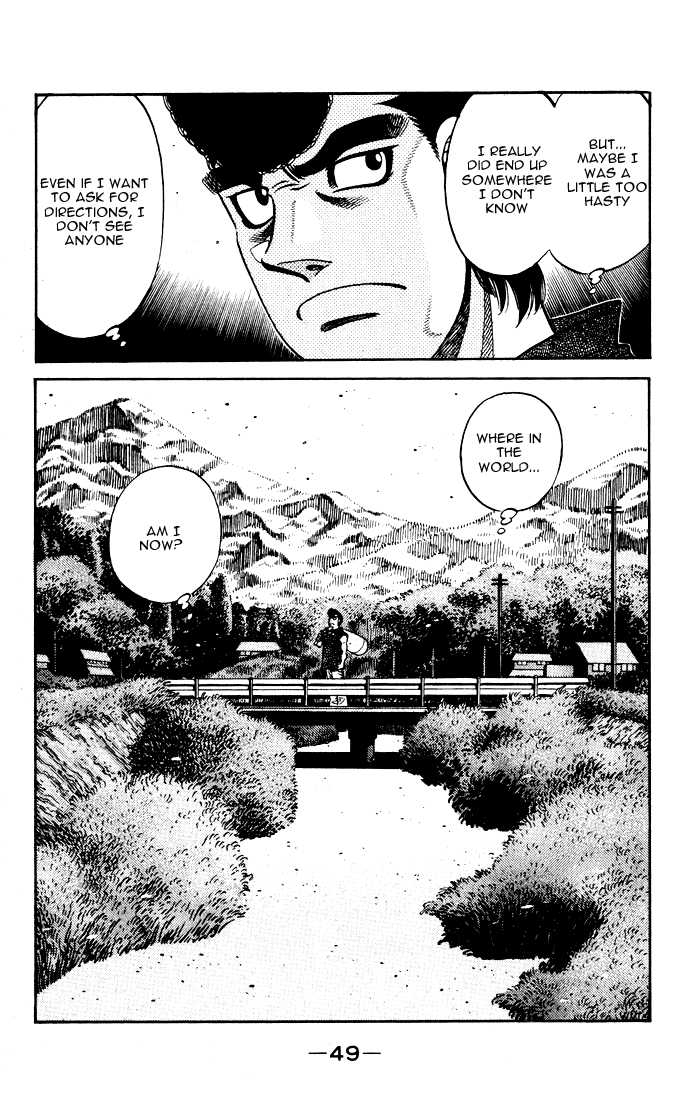 BUT...
MAYBE I
WAS A
LITTLE TOO
HASTY
I REALLY
DID END UP
SOMEWHERE
I DON'T
KNOW
EVEN IF I WANT
TO ASK FOR
DIRECTIONS, I
DON'T SEE
ANYONE
WHERE IN
THE
WORLD...
AM I
NOW?
—49—